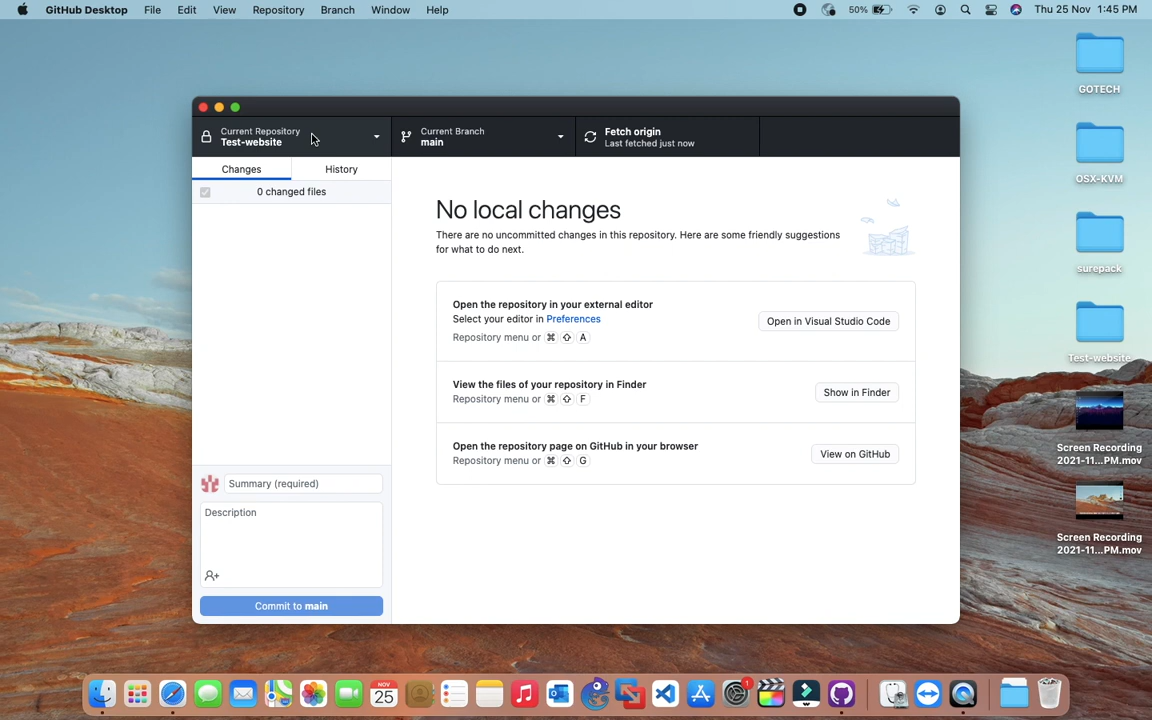 GitHub Desktop File Edit View Repository Branch Window Help 50% Thu 25 Nov 1:45 PM
GOTECH
OSX-KVM
surepack
Test-website
Screen Recording
2021-11...PM.mov
Screen Recording
2021-11...PM.mov
Current Repository
Test-website
Current Branch
main
Fetch origin
Last fetched just now
Changes History
0 changed files
No local changes
There are no uncommitted changes in this repository. Here are some friendly suggestions
for what to do next.
Open the repository in your external editor
Select your editor in Preferences
Repository menu or ⌘ ⇧ A
Open in Visual Studio Code
View the files of your repository in Finder
Repository menu or ⌘ ⇧ F
Show in Finder
Open the repository page on GitHub in your browser
Repository menu or ⌘ ⇧ G
View on GitHub
Summary (required)
Description
Commit to main
NOV
25
1